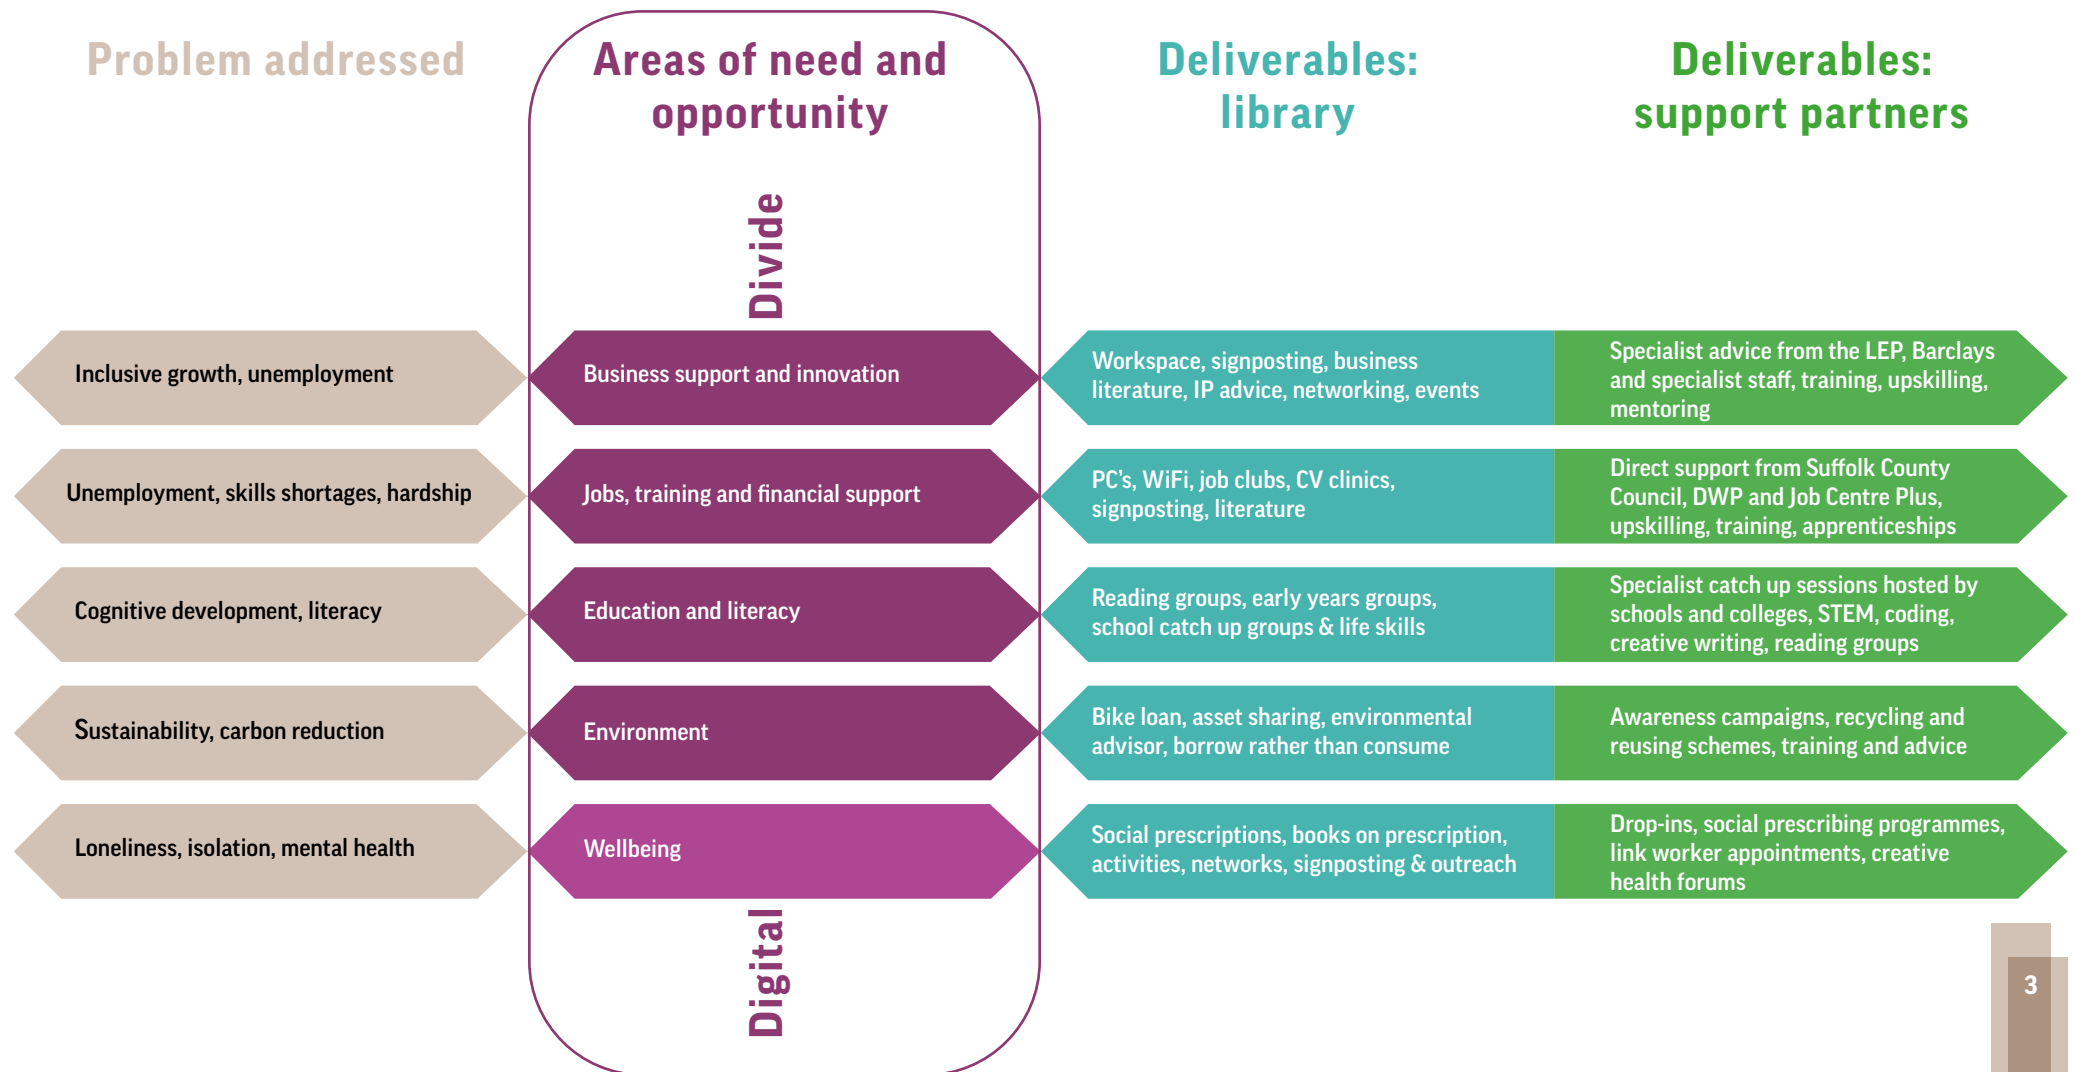 Problem addressed
Areas of need and
opportunity
Deliverables:
library
Deliverables:
support partners
Divide
Inclusive growth, unemployment
Business support and innovation
Workspace, signposting, business
literature, IP advice, networking, events
Specialist advice from the LEP, Barclays
and specialist staff, training, upskilling,
mentoring
Unemployment, skills shortages, hardship
Jobs, training and financial support
PC's, WiFi, job clubs, CV clinics,
signposting, literature
Direct support from Suffolk County
Council, DWP and Job Centre Plus,
upskilling, training, apprenticeships
Cognitive development, literacy
Education and literacy
Reading groups, early years groups,
school catch up groups & life skills
Specialist catch up sessions hosted by
schools and colleges, STEM, coding,
creative writing, reading groups
Sustainability, carbon reduction
Environment
Bike loan, asset sharing, environmental
advisor, borrow rather than consume
Awareness campaigns, recycling and
reusing schemes, training and advice
Loneliness, isolation, mental health
Wellbeing
Social prescriptions, books on prescription,
activities, networks, signposting & outreach
Drop-ins, social prescribing programmes,
link worker appointments, creative
health forums
Digital
3